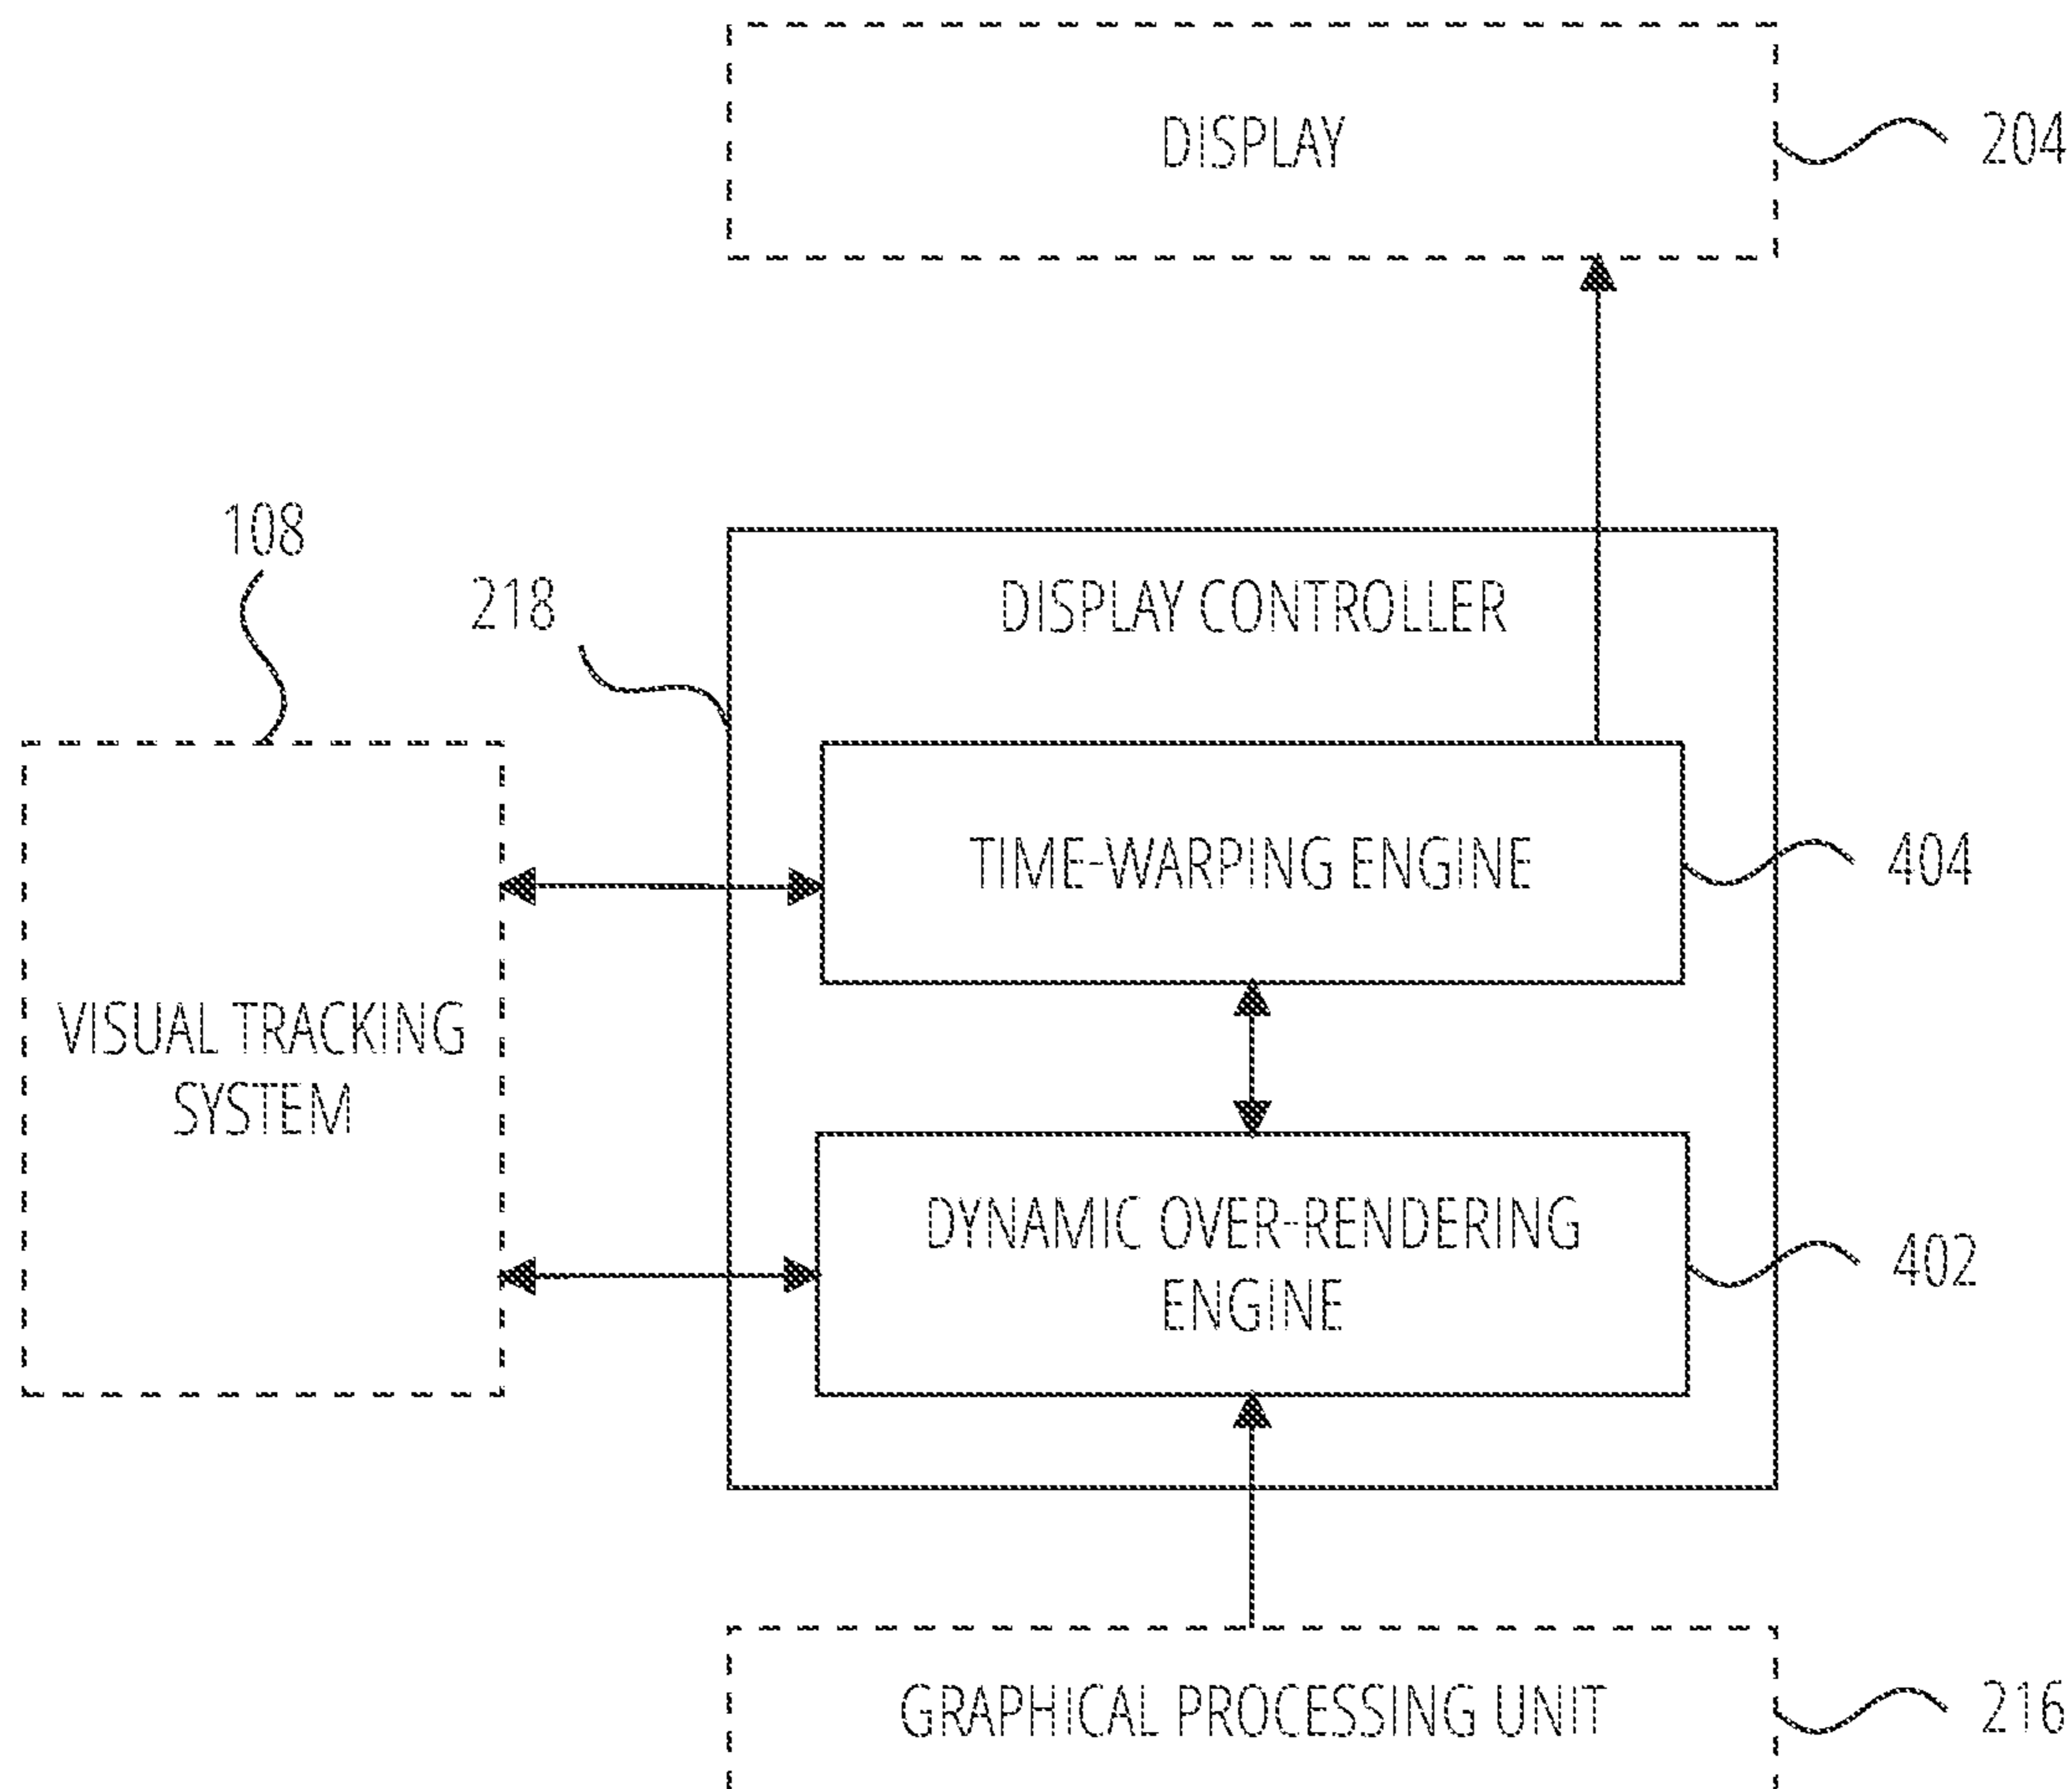 DISPLAY
204
108
218
DISPLAY CONTROLLER
TIME-WARPING ENGINE
404
VISUAL TRACKING
SYSTEM
DYNAMIC OVER-RENDERING
ENGINE
402
GRAPHICAL PROCESSING UNIT
216